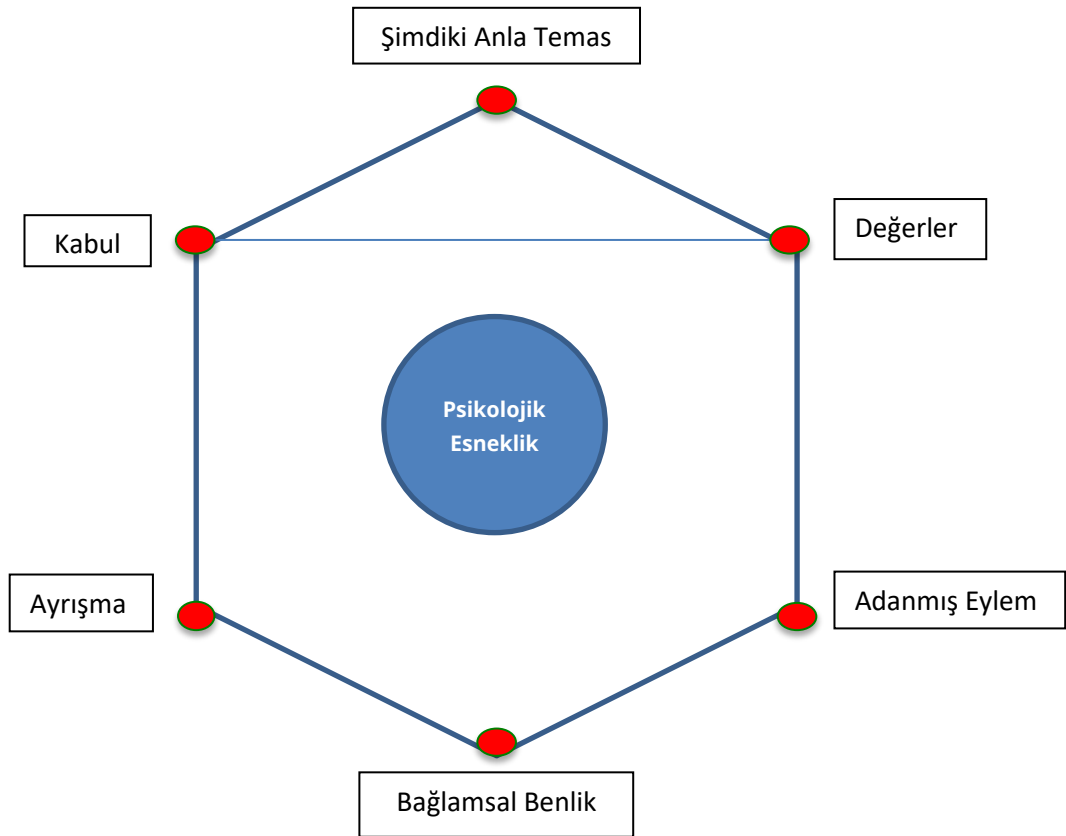 Şimdiki Anla Temas
Kabul
Değerler
Psikolojik
Esneklik
Ayrışma
Adanmış Eylem
Bağlamsal Benlik